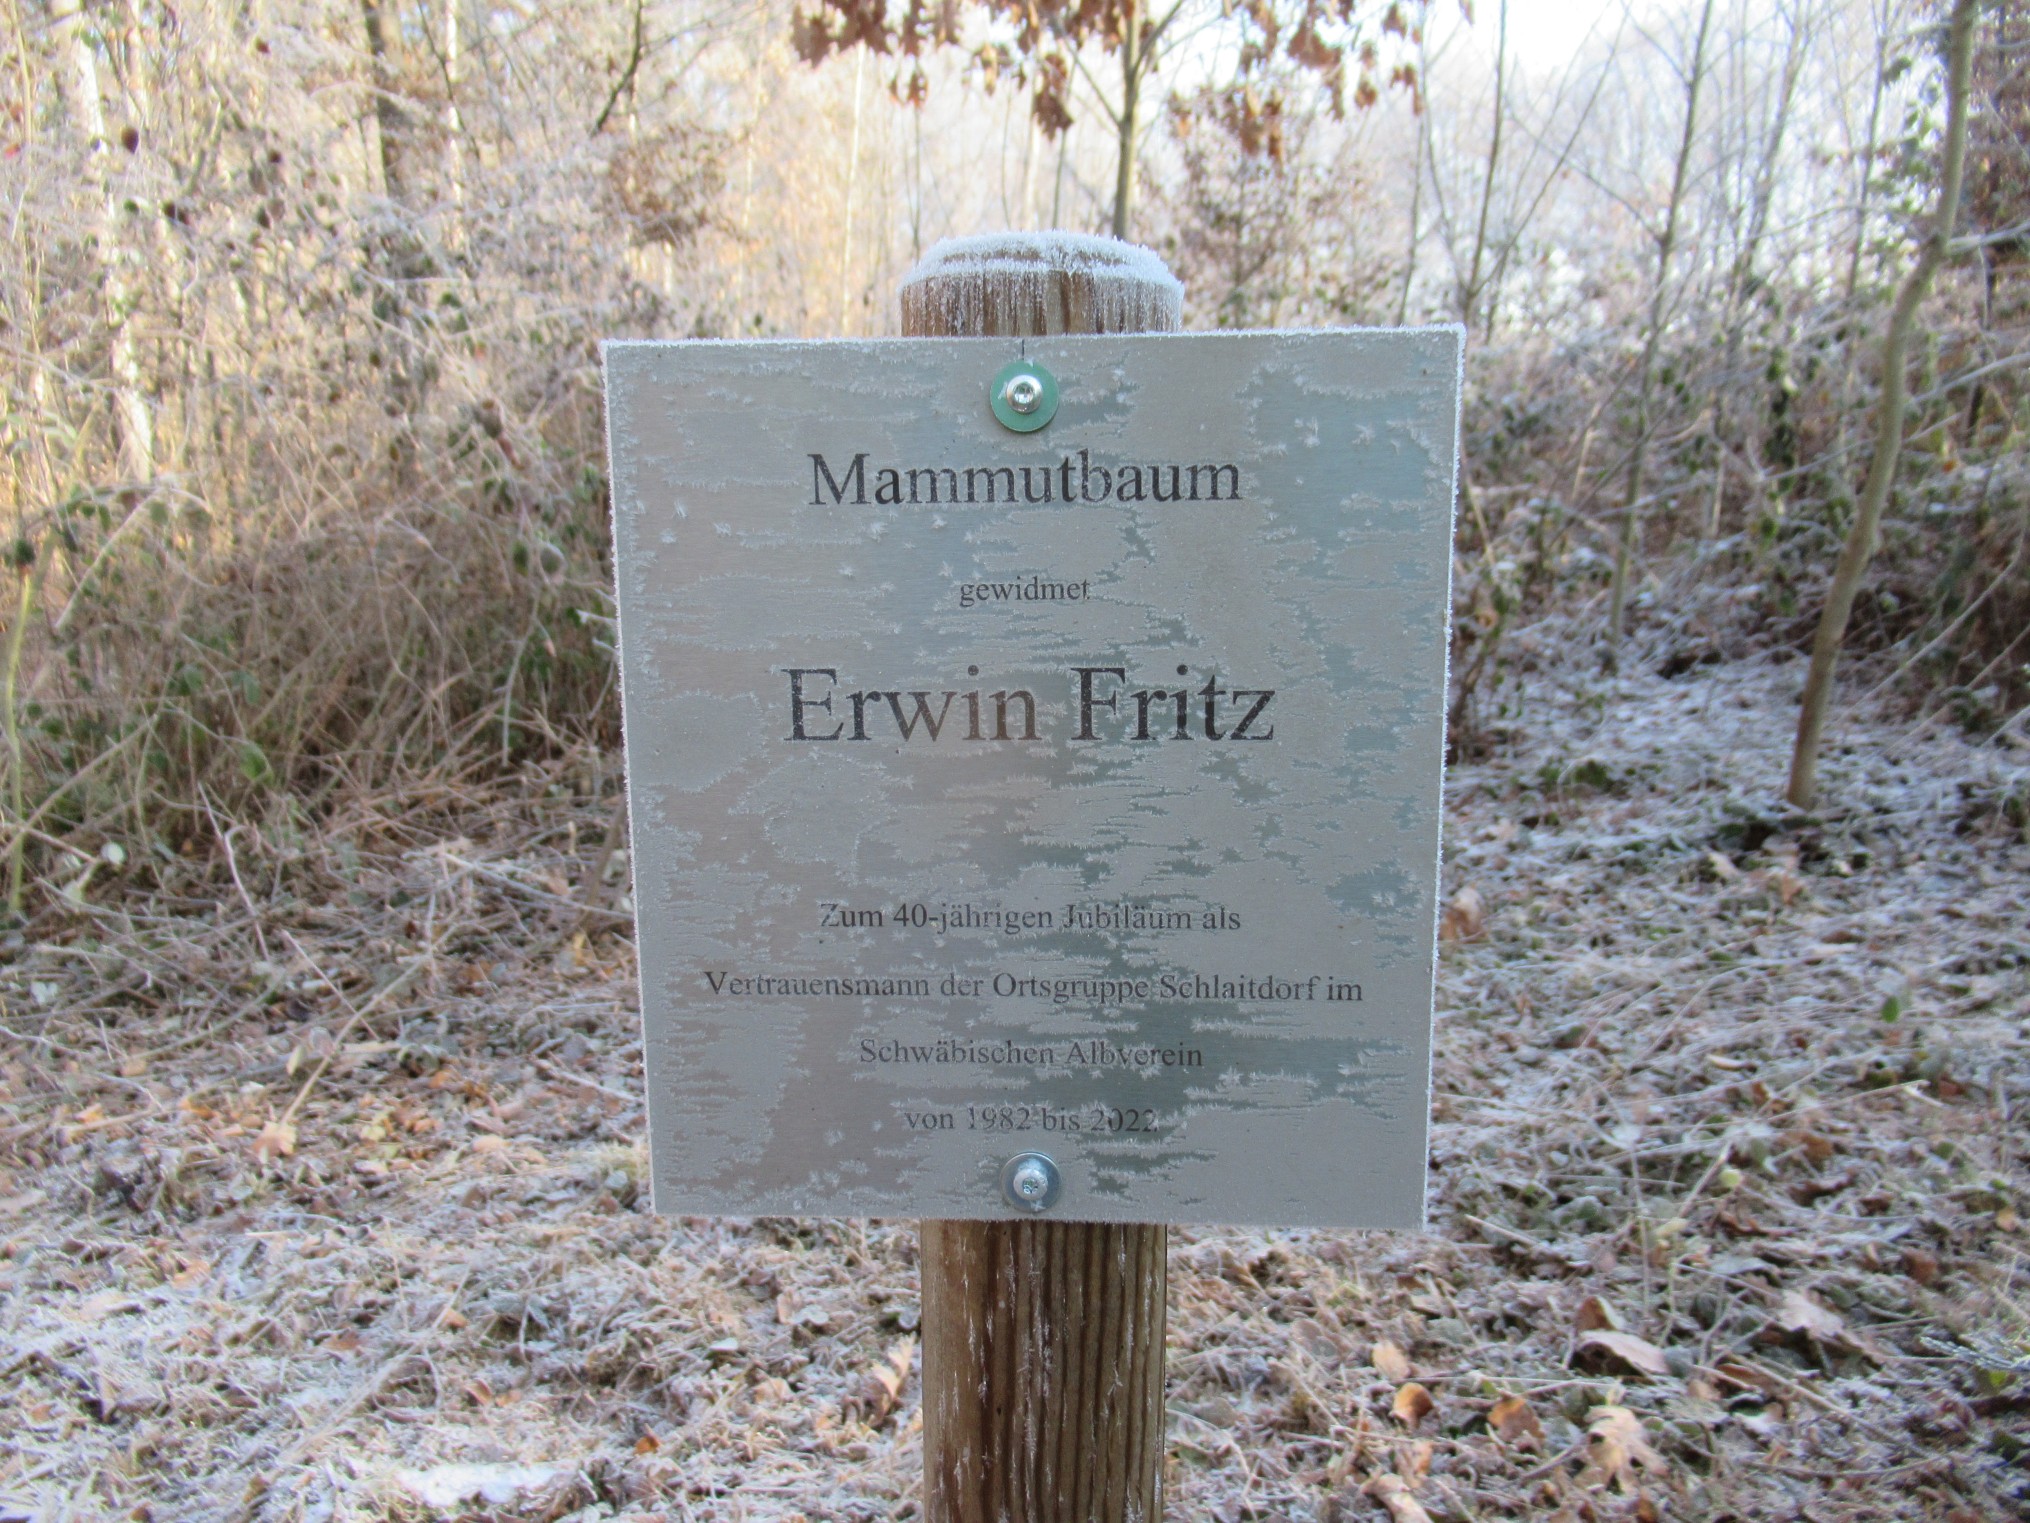 Mammutbaum
gewidmet
Erwin Fritz
Zum 40-jährigen Jubiläum als
Vertrauensmann der Ortsgruppe Schlaitdorf im
Schwäbischen Albverein
von 1982 bis 2022